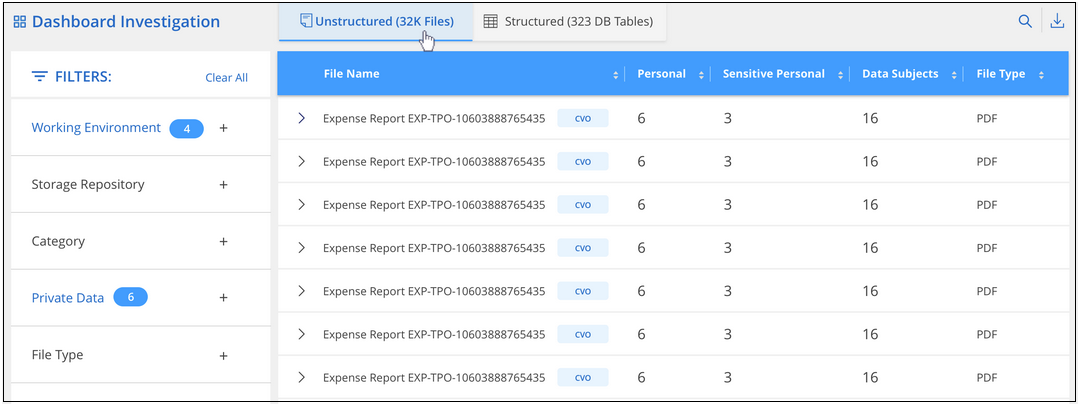 Dashboard Investigation
Unstructured (32K Files)
Structured (323 DB Tables)
FILTERS:
Clear All
Working Environment 4 +
Storage Repository +
Category +
Private Data 6 +
File Type +
File Name Personal Sensitive Personal Data Subjects File Type
Expense Report EXP-TPO-10603888765435 CVO 6 3 16 PDF
Expense Report EXP-TPO-10603888765435 CVO 6 3 16 PDF
Expense Report EXP-TPO-10603888765435 CVO 6 3 16 PDF
Expense Report EXP-TPO-10603888765435 CVO 6 3 16 PDF
Expense Report EXP-TPO-10603888765435 CVO 6 3 16 PDF
Expense Report EXP-TPO-10603888765435 CVO 6 3 16 PDF
Expense Report EXP-TPO-10603888765435 CVO 6 3 16 PDF